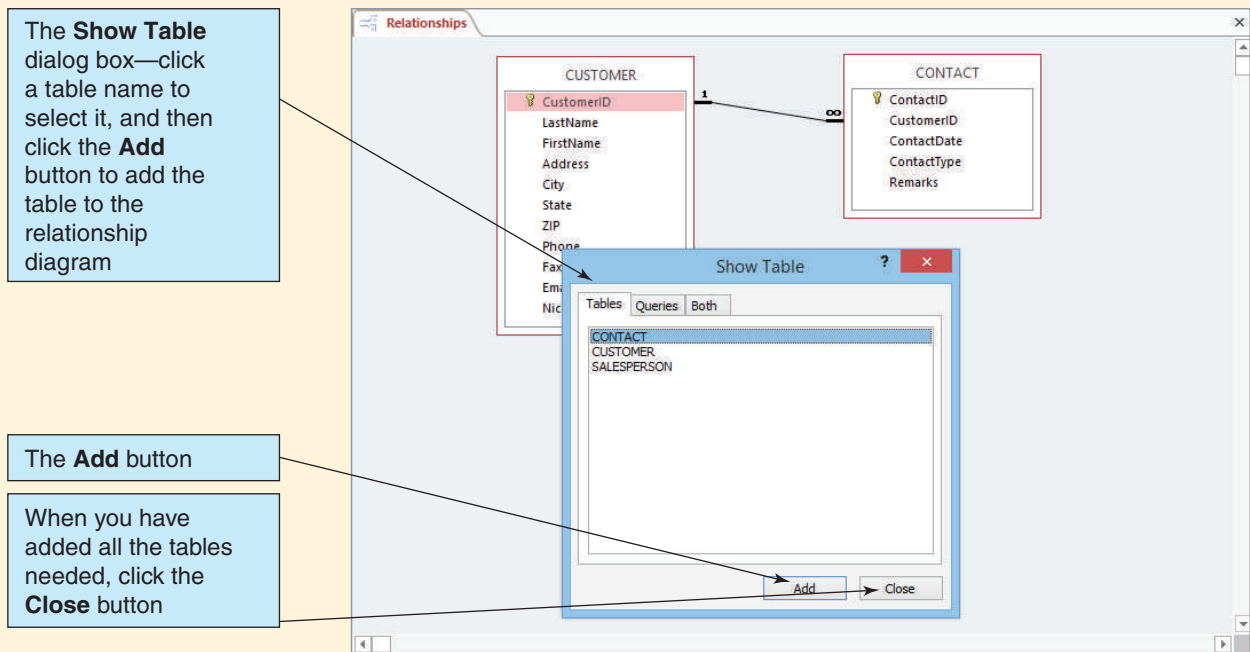 The Show Table
dialog box—click
a table name to
select it, and then
click the Add
button to add the
table to the
relationship
diagram
The Add button
When you have
added all the tables
needed, click the
Close button
Relationships
CUSTOMER
CustomerID
LastName
FirstName
Address
City
State
ZIP
Phone
Fax
Ema
Nic
1
∞
CONTACT
ContactID
CustomerID
ContactDate
ContactType
Remarks
Show Table
?
Tables
Queries
Both
CONTACT
CUSTOMER
SALESPERSON
Add
Close